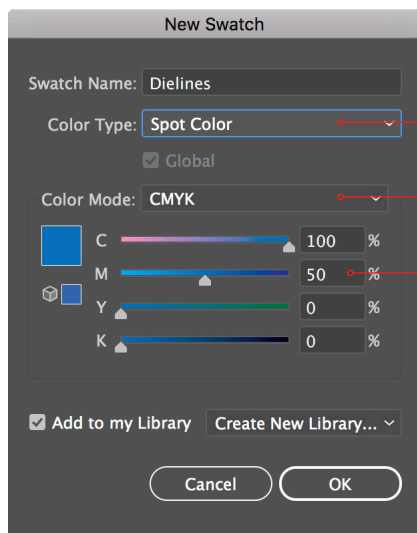 New Swatch
Swatch Name: Dielines
Color Type: Spot Color
Global
Color Mode: CMYK
C 100 %
M 50 %
Y 0 %
K 0 %
Add to my Library Create New Library...
Cancel OK